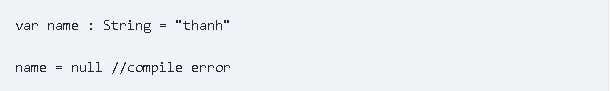 var name : String = "thanh"
name = null //compile error